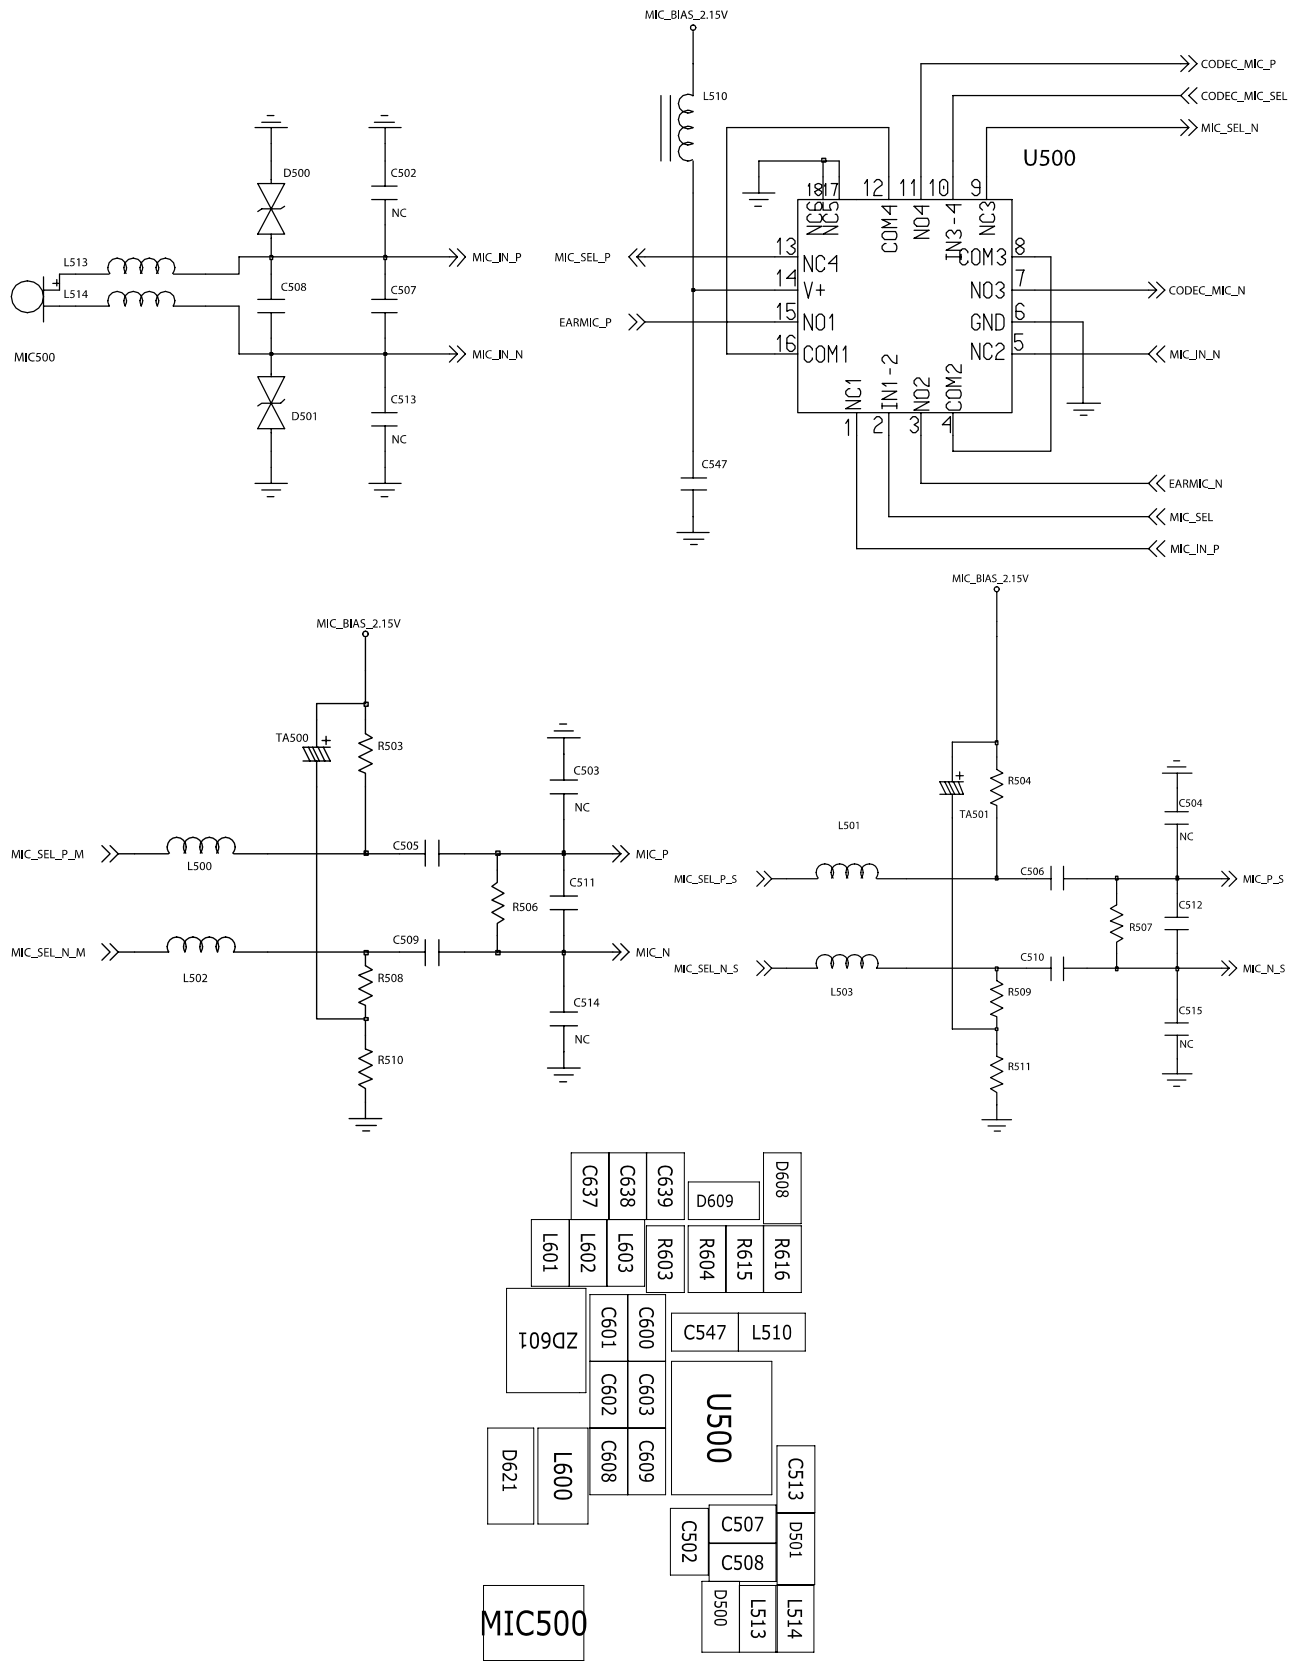 MIC_BIAS_2.15V
L510
CODEC_MIC_P
CODEC_MIC_SEL
MIC_SEL_N
U500
D500
C502
NC
L513
+
L514
MIC500
C508
C507
MIC_IN_P
MIC_IN_N
D501
C513
NC
18 17 12 11 10 9
NC6 NC5 COM4 NO4 IN3-4 NC3
MIC_SEL_P
13 NC4
14 V+
EARMIC_P
15 NO1
16 COM1
COM3 8
NO3 7
GND 6
NC2 5
CODEC_MIC_N
MIC_IN_N
NC1 IN1-2 NO2 COM2
1 2 3 4
C547
EARMIC_N
MIC_SEL
MIC_IN_P
MIC_BIAS_2.15V
TA500
+
R503
C503
NC
MIC_SEL_P_M
L500
C505
MIC_P
R506
C511
MIC_SEL_N_M
L502
C509
MIC_N
R508
C514
NC
R510
MIC_BIAS_2.15V
+
TA501
R504
C504
NC
L501
MIC_SEL_P_S
C506
MIC_P_S
R507
C512
MIC_SEL_N_S
L503
C510
MIC_N_S
R509
C515
NC
R511
C637
C638
C639
D609
D608
L601
L602
L603
R603
R604
R615
R616
ZD601
C601
C600
C547
L510
C602
C603
U500
D621
L600
C608
C609
C513
C502
C507
C508
D501
MIC500
D500
L513
L514